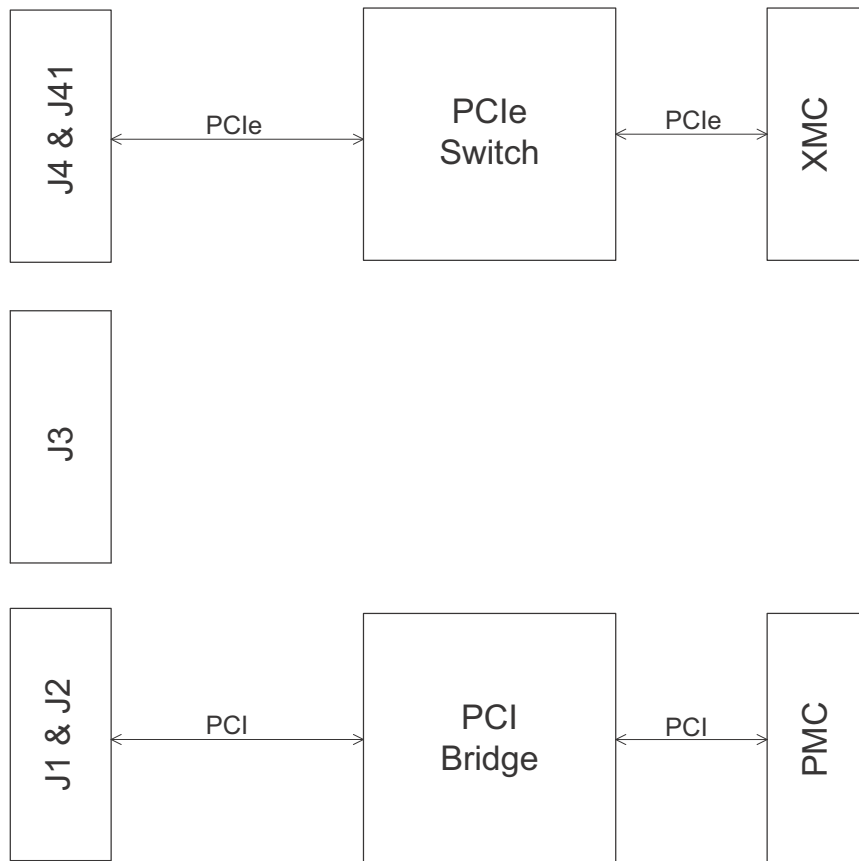 J4 & J41
PCIe
PCIe
Switch
PCIe
XMC
J3
J1 & J2
PCI
PCI
Bridge
PCI
PMC